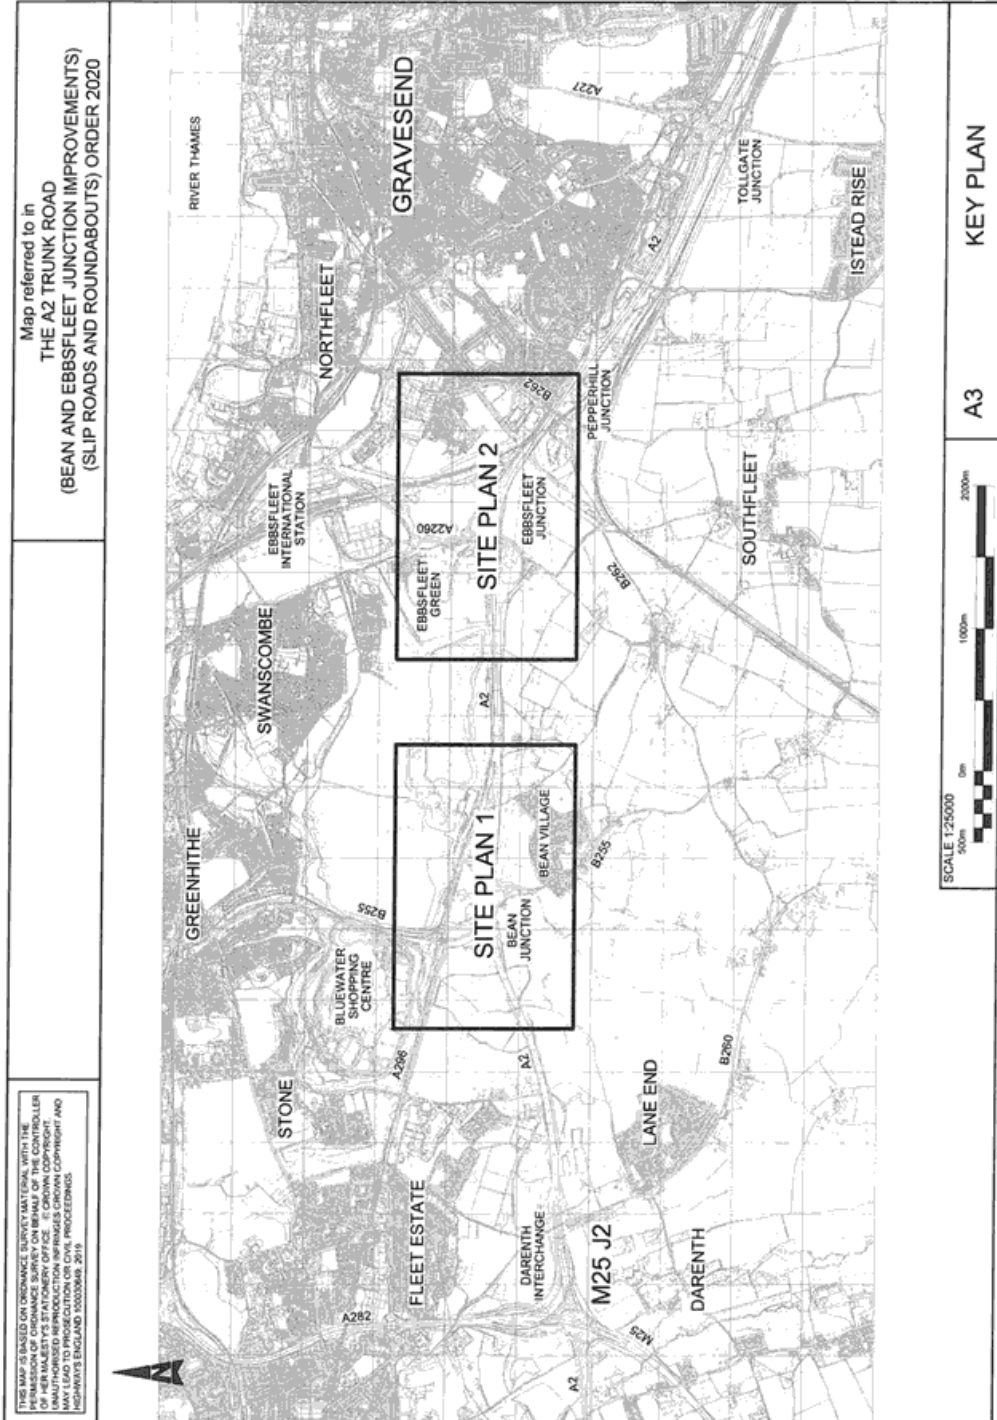 THIS MAP IS BASED ON ORDNANCE SURVEY MATERIAL WITH THE
PERMISSION OF ORDNANCE SURVEY ON BEHALF OF THE CONTROLLER
OF HER MAJESTY'S STATIONERY OFFICE. © CROWN COPYRIGHT.
UNAUTHORISED REPRODUCTION INFRINGES CROWN COPYRIGHT AND
MAY LEAD TO PROSECUTION OR CIVIL PROCEEDINGS.
HIGHWAYS ENGLAND 100030649, 2019
Map referred to in
THE A2 TRUNK ROAD
(BEAN AND EBBSFLEET JUNCTION IMPROVEMENTS)
(SLIP ROADS AND ROUNDABOUTS) ORDER 2020
N
RIVER THAMES
GREENHITHE
STONE
SWANSCOMBE
EBBSFLEET
INTERNATIONAL
STATION
NORTHFLEET
GRAVESEND
BLUEWATER
SHOPPING
CENTRE
B255
A282
FLEET ESTATE
A296
EBBSFLEET
GREEN
A2260
A227
SITE PLAN 1
A2
SITE PLAN 2
B262
A2
A2
DARENTH
INTERCHANGE
A2
BEAN
JUNCTION
BEAN VILLAGE
EBBSFLEET
JUNCTION
PEPPERHILL
JUNCTION
M25 J2
M25
B255
B262
TOLLGATE
JUNCTION
LANE END
DARENTH
B260
SOUTHFLEET
ISTEAD RISE
SCALE 1:25000
500m
0m
1000m
2000m
A3
KEY PLAN